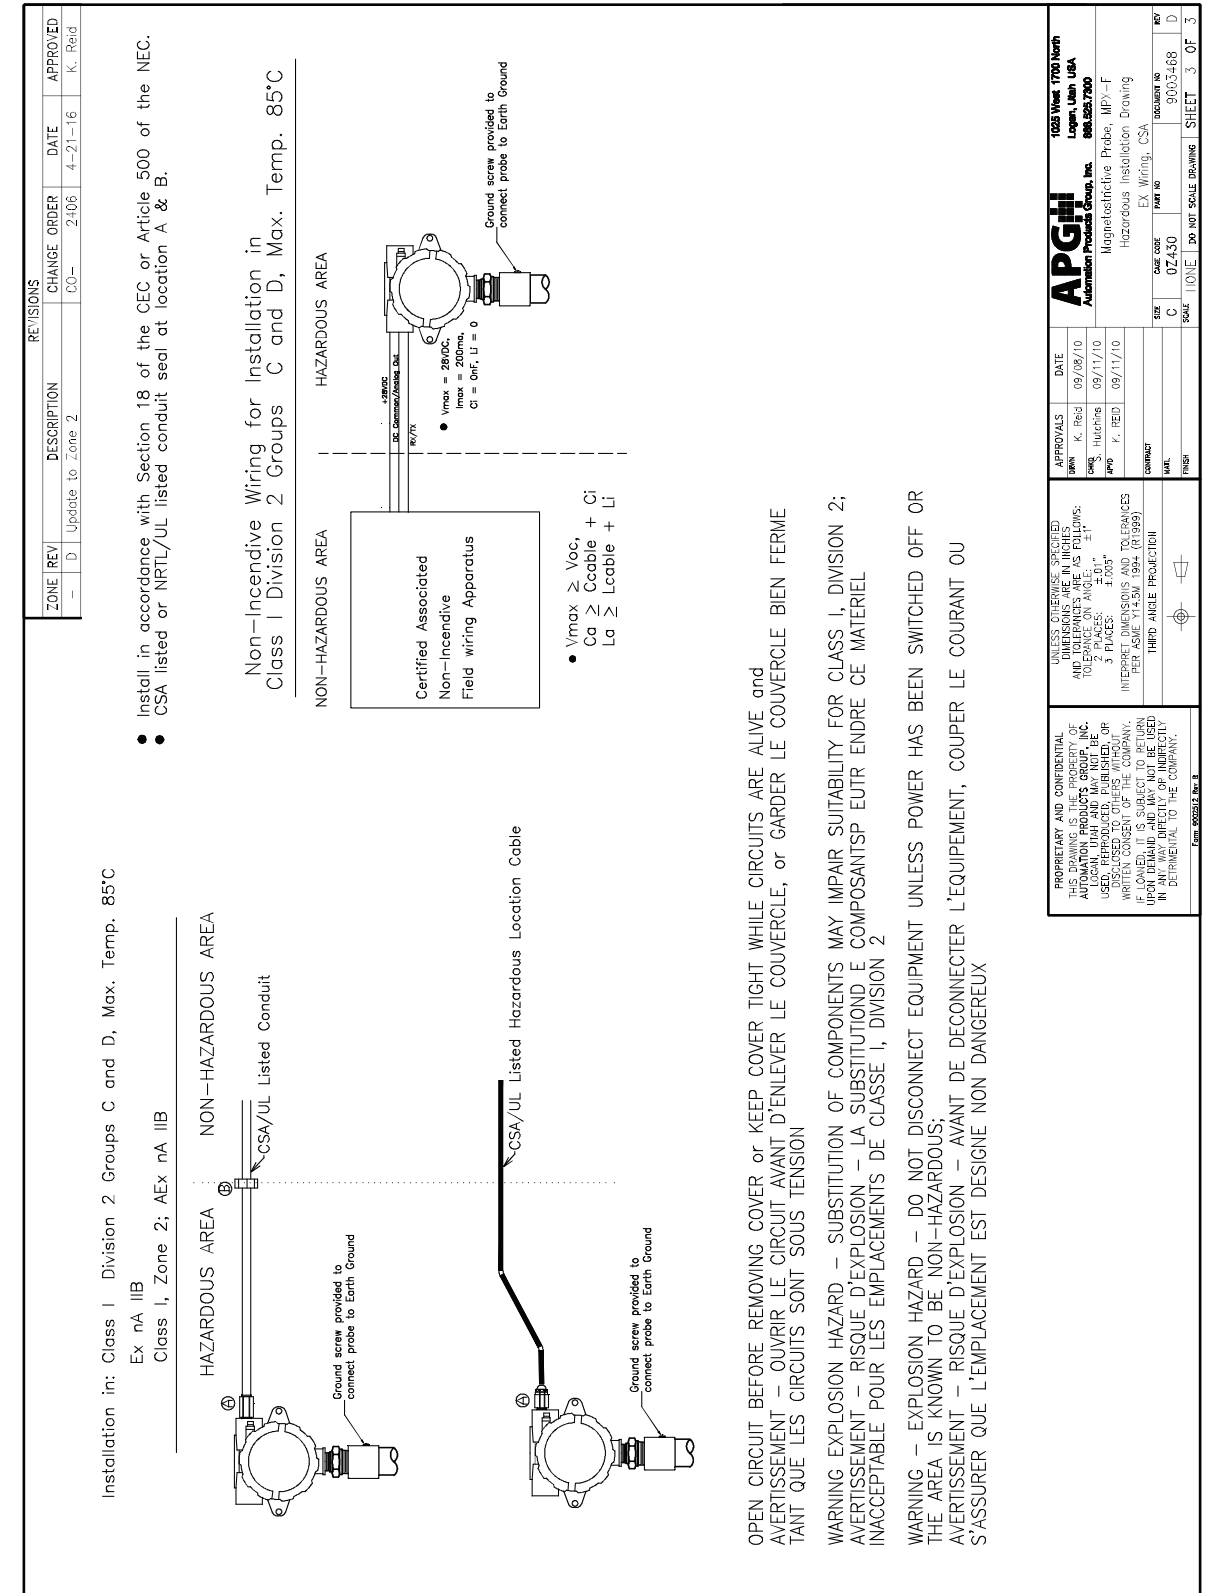 REVISIONS
ZONE REV DESCRIPTION CHANGE ORDER DATE APPROVED
– D Update to Zone 2 CO– 2406 4–21–16 K. Reid
● Install in accordance with Section 18 of the CEC or Article 500 of the NEC.
● CSA listed or NRTL/UL listed conduit seal at location A & B.
Installation in: Class I Division 2 Groups C and D, Max. Temp. 85°C
Ex nA IIB
Class I, Zone 2; AEx nA IIB
HAZARDOUS AREA
NON–HAZARDOUS AREA
A
B
CSA/UL Listed Conduit
Ground screw provided to
connect probe to Earth Ground
A
CSA/UL Listed Hazardous Location Cable
Ground screw provided to
connect probe to Earth Ground
Non–Incendive Wiring for Installation in
Class I Division 2 Groups C and D, Max. Temp. 85°C
NON–HAZARDOUS AREA
HAZARDOUS AREA
Certified Associated
Non–Incendive
Field wiring Apparatus
+28VDC
DC Common/Analog Out
RX/TX
● Vmax = 28VDC,
Imax = 200ma,
Ci = 0nF, Li = 0
Ground screw provided to
connect probe to Earth Ground
● Vmax ≥ Voc,
Ca ≥ Ccable + Ci
La ≥ Lcable + Li
OPEN CIRCUIT BEFORE REMOVING COVER or KEEP COVER TIGHT WHILE CIRCUITS ARE ALIVE and
AVERTISSEMENT – OUVRIR LE CIRCUIT AVANT D'ENLEVER LE COUVERCLE, or GARDER LE COUVERCLE BIEN FERME
TANT QUE LES CIRCUITS SONT SOUS TENSION
WARNING EXPLOSION HAZARD – SUBSTITUTION OF COMPONENTS MAY IMPAIR SUITABILITY FOR CLASS I, DIVISION 2;
AVERTISSEMENT – RISQUE D'EXPLOSION – LA SUBSTITUTIOND E COMPOSANTSP EUTR ENDRE CE MATERIEL
INACCEPTABLE POUR LES EMPLACEMENTS DE CLASSE I, DIVISION 2
WARNING – EXPLOSION HAZARD – DO NOT DISCONNECT EQUIPMENT UNLESS POWER HAS BEEN SWITCHED OFF OR
THE AREA IS KNOWN TO BE NON–HAZARDOUS;
AVERTISSEMENT – RISQUE D'EXPLOSION – AVANT DE DECONNECTER L'EQUIPEMENT, COUPER LE COURANT OU
S'ASSURER QUE L'EMPLACEMENT EST DESIGNE NON DANGEREUX
PROPRIETARY AND CONFIDENTIAL
THIS DRAWING IS THE PROPERTY OF
AUTOMATION PRODUCTS GROUP, INC.
LOGAN, UTAH AND MAY NOT BE
USED, REPRODUCED, PUBLISHED, OR
DISCLOSED TO OTHERS WITHOUT
WRITTEN CONSENT OF THE COMPANY.
IF LOANED, IT IS SUBJECT TO RETURN
UPON DEMAND AND MAY NOT BE USED
IN ANY WAY DIRECTLY OR INDIRECTLY
DETRIMENTAL TO THE COMPANY.
Form 9002512 Rev B
UNLESS OTHERWISE SPECIFIED
DIMENSIONS ARE IN INCHES
AND TOLERANCES ARE AS FOLLOWS:
TOLERANCE ON ANGLE: ±1°
2 PLACES: ±.01"
3 PLACES: ±.005"
INTERPRET DIMENSIONS AND TOLERANCES
PER ASME Y14.5M 1994 (R1999)
THIRD ANGLE PROJECTION
APPROVALS DATE
DRWN K. Reid 09/08/10
CHKD S. Hutchins 09/11/10
APVD K. REID 09/11/10
CONTRACT
MATL
FINISH
APG
Automation Products Group, Inc.
1025 West 1700 North
Logan, Utah USA
888.525.7300
Magnetostrictive Probe, MPX–F
Hazardous Installation Drawing
EX Wiring, CSA
SIZE C CAGE CODE 0Z430 PART NO DOCUMENT NO 9003468 REV D
SCALE NONE DO NOT SCALE DRAWING SHEET 3 OF 3